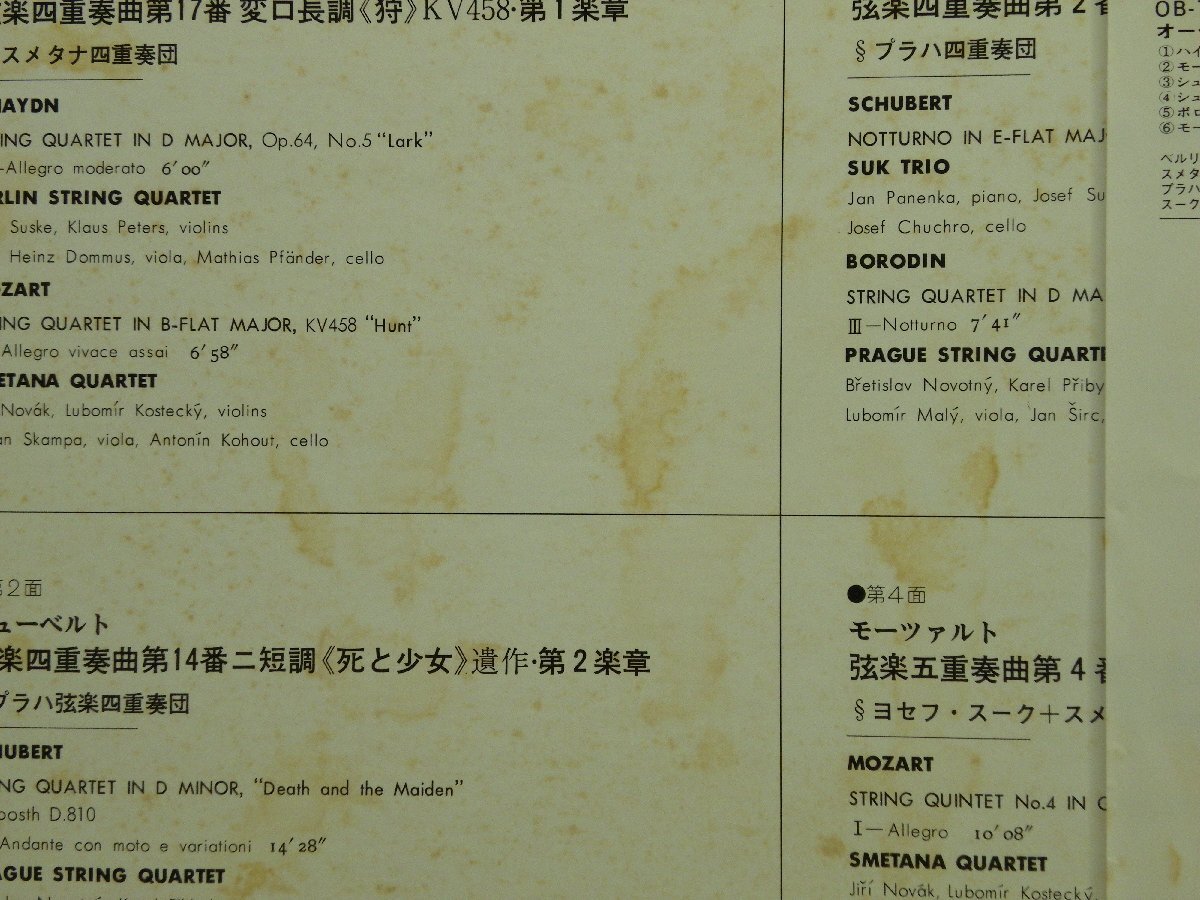 弦楽四重奏曲第17番 変ロ長調《狩》KV458·第1楽章
スメタナ四重奏団
HAYDN
ING QUARTET IN D MAJOR, Op.64, No.5 “Lark”
-Allegro moderato 6′00″
RLIN STRING QUARTET
Suske, Klaus Peters, violins
Heinz Dommus, viola, Mathias Pfänder, cello
ZART
ING QUARTET IN B-FLAT MAJOR, KV458 “Hunt”
Allegro vivace assai 6′58″
ETANA QUARTET
Novák, Lubomír Kostecký, violins
an Skampa, viola, Antonín Kohout, cello
第2面
ューベルト
楽四重奏曲第14番ニ短調《死と少女》遺作·第2楽章
プラハ弦楽四重奏団
HUBERT
NG QUARTET IN D MINOR, “Death and the Maiden”
posth D.810
Andante con moto e variationi 14′28″
AGUE STRING QUARTET
弦楽四重奏曲第2番
§プラハ四重奏団
SCHUBERT
NOTTURNO IN E-FLAT MAJ
SUK TRIO
Jan Panenka, piano, Josef Su
Josef Chuchro, cello
BORODIN
STRING QUARTET IN D MA
III—Notturno 7′41″
PRAGUE STRING QUART
Břetislav Novotný, Karel Přiby
Lubomír Malý, viola, Jan Širc,
●第4面
モーツァルト
弦楽五重奏曲第4番
§ヨセフ・スーク＋スメ
MOZART
STRING QUINTET No.4 IN
I—Allegro 10′08″
SMETANA QUARTET
Jiří Novák, Lubomír Kostecký,
OB-
オー
①ハイ
②モー
③シュ
④シュ
⑤ボロ
⑥モー
ベルリ
スメタ
プラハ
スーク